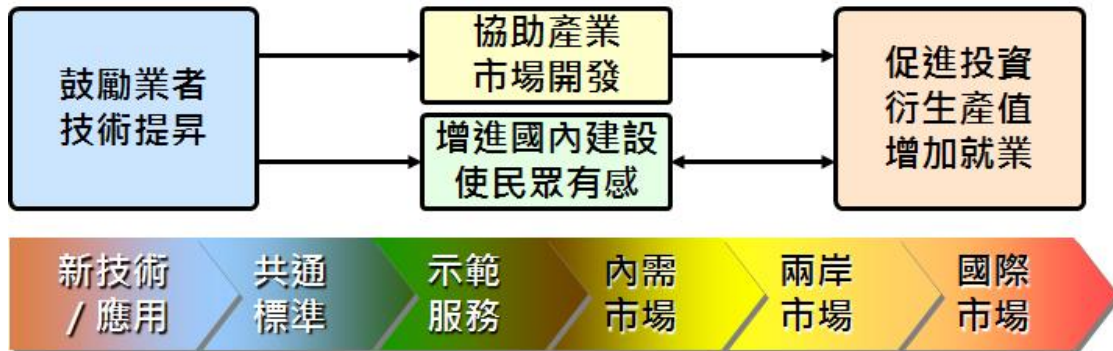 鼓勵業者
技術提昇
協助產業
市場開發
增進國內建設
使民眾有感
促進投資
衍生產值
增加就業
新技術
/ 應用
共通
標準
示範
服務
內需
市場
兩岸
市場
國際
市場